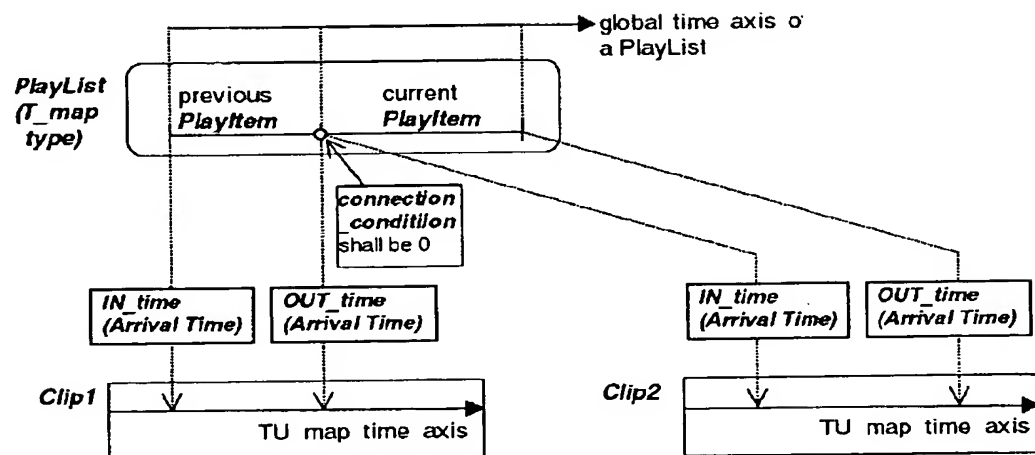 global time axis o
a PlayList
PlayList
(T_map
type)
previous
PlayItem
current
PlayItem
connection
_condition
shall be 0
IN_time
(Arrival Time)
OUT_time
(Arrival Time)
IN_time
(Arrival Time)
OUT_time
(Arrival Time)
Clip1
TU map time axis
Clip2
TU map time axis